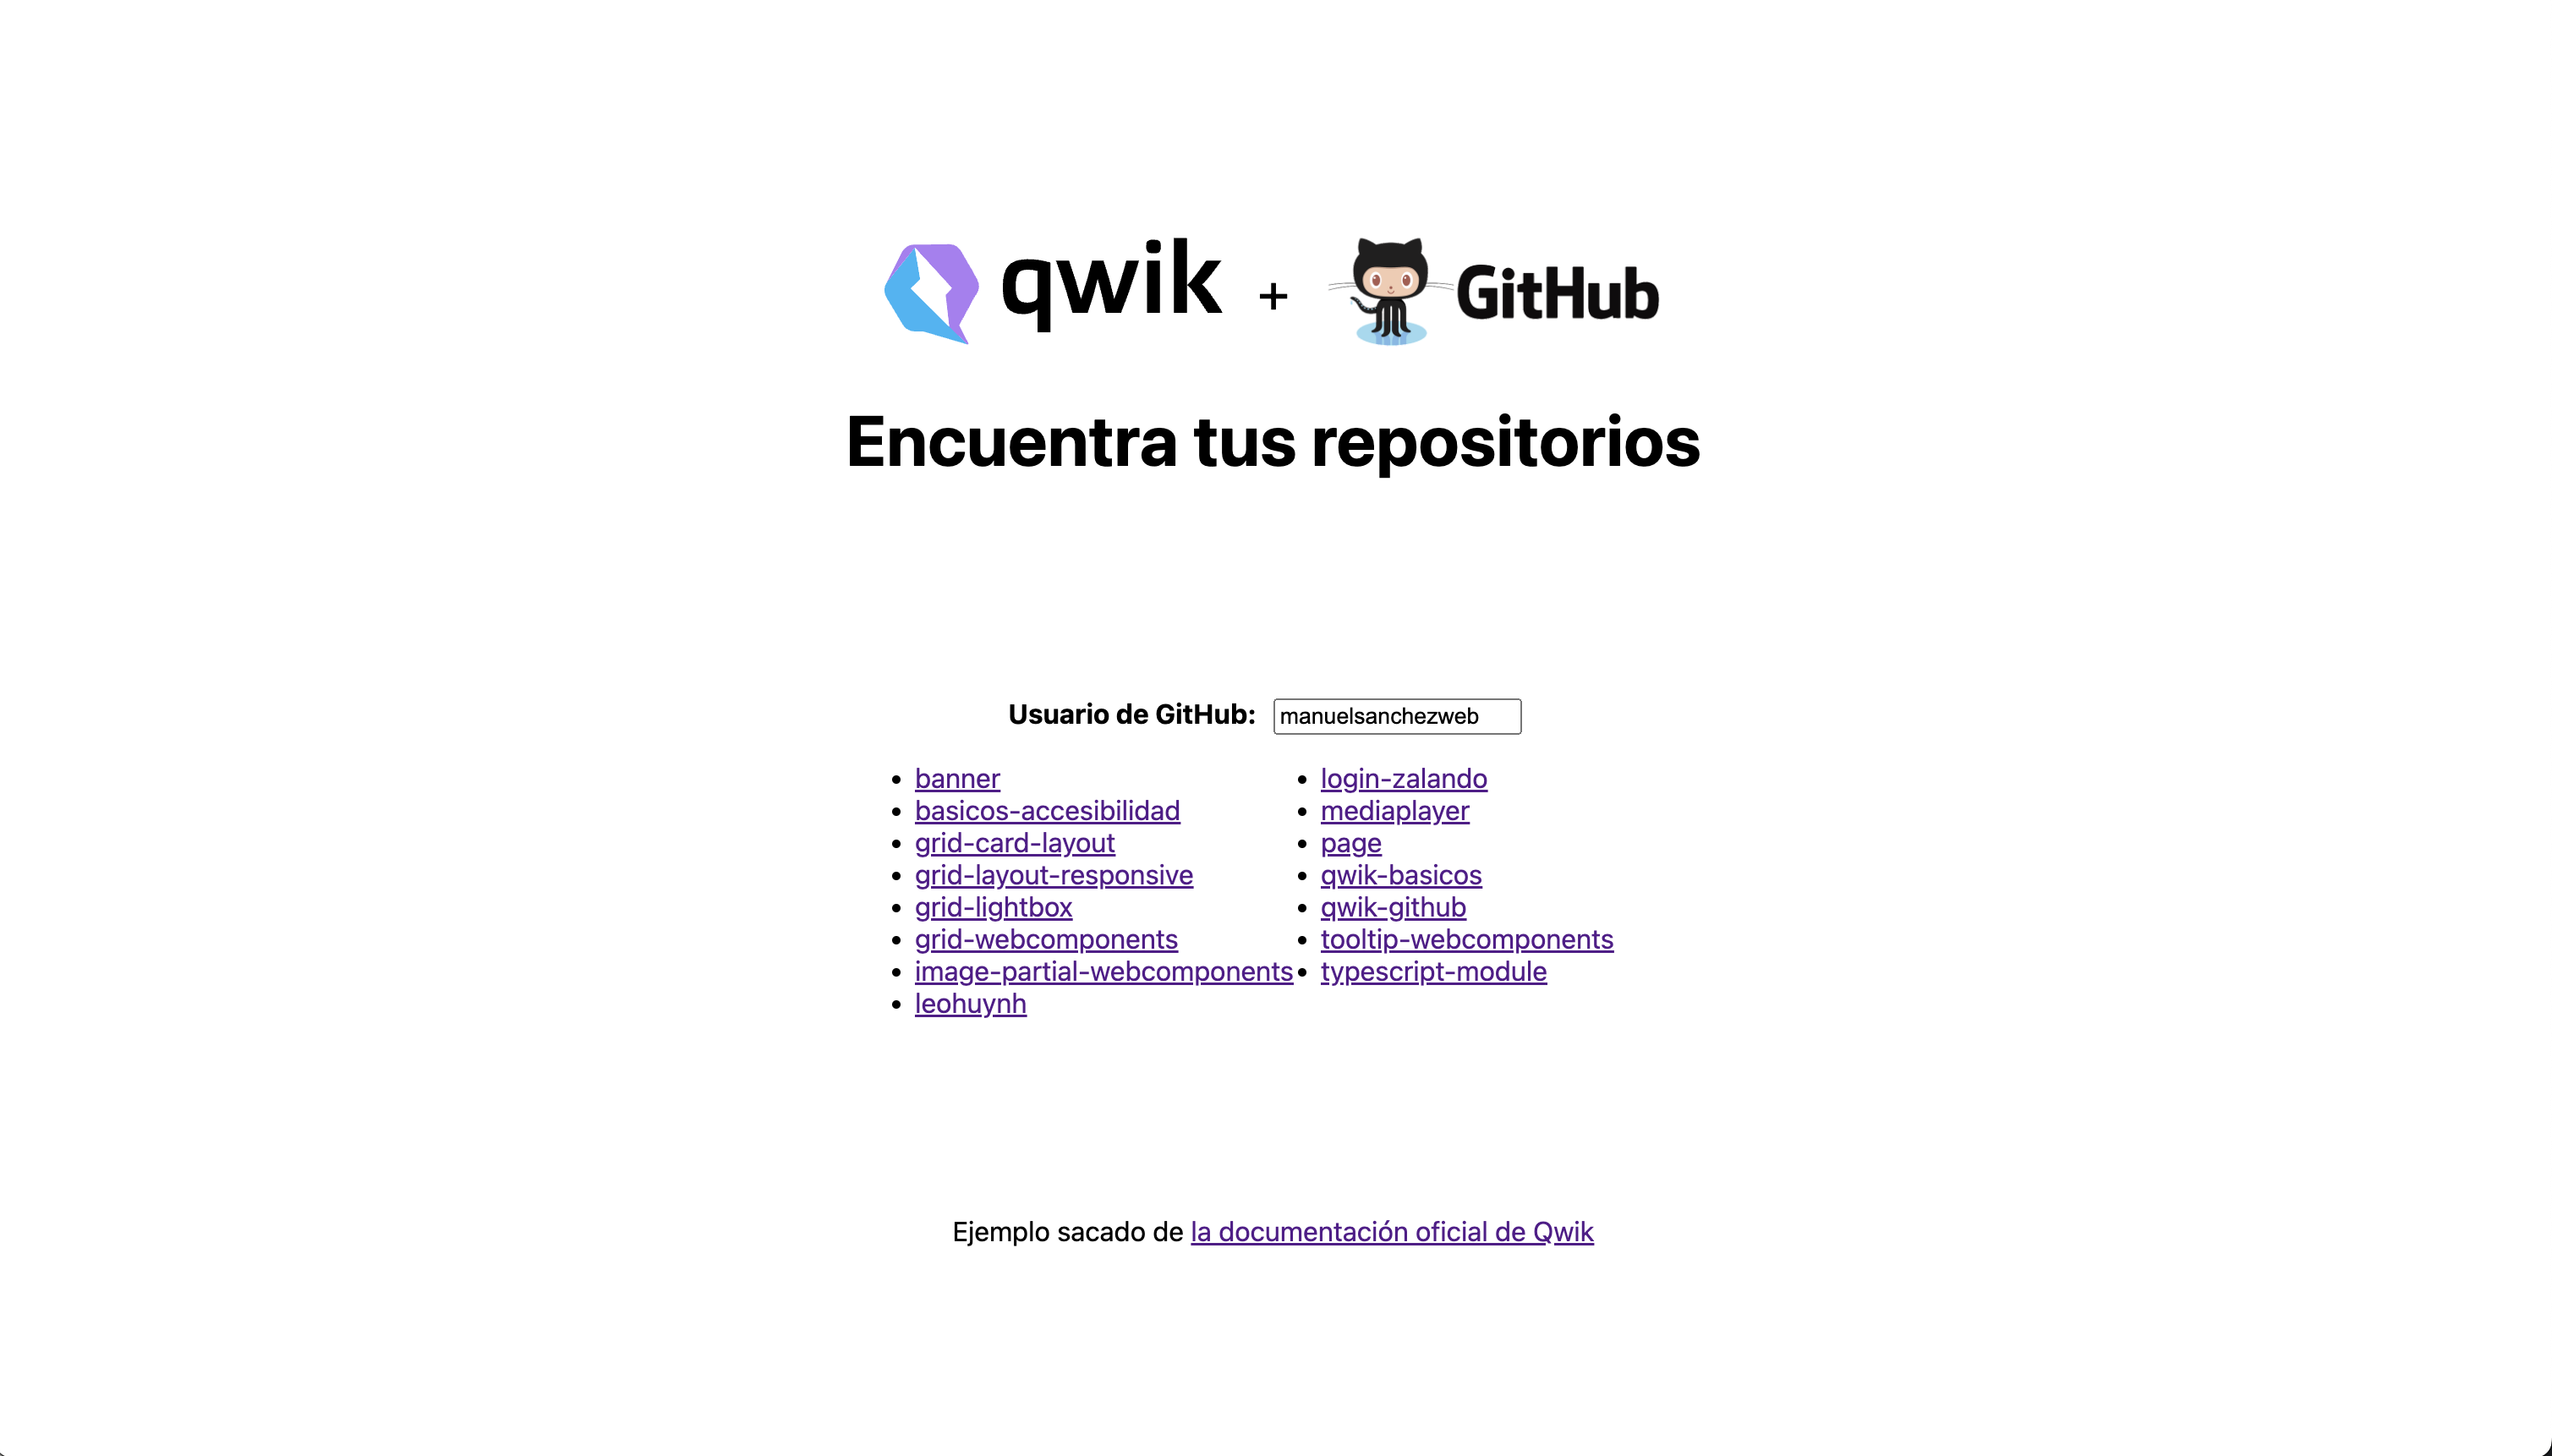 qwik + GitHub
Encuentra tus repositorios
Usuario de GitHub: manuelsanchezweb
banner
basicos-accesibilidad
grid-card-layout
grid-layout-responsive
grid-lightbox
grid-webcomponents
image-partial-webcomponents
leohuynh
login-zalando
mediaplayer
page
qwik-basicos
qwik-github
tooltip-webcomponents
typescript-module
Ejemplo sacado de la documentación oficial de Qwik